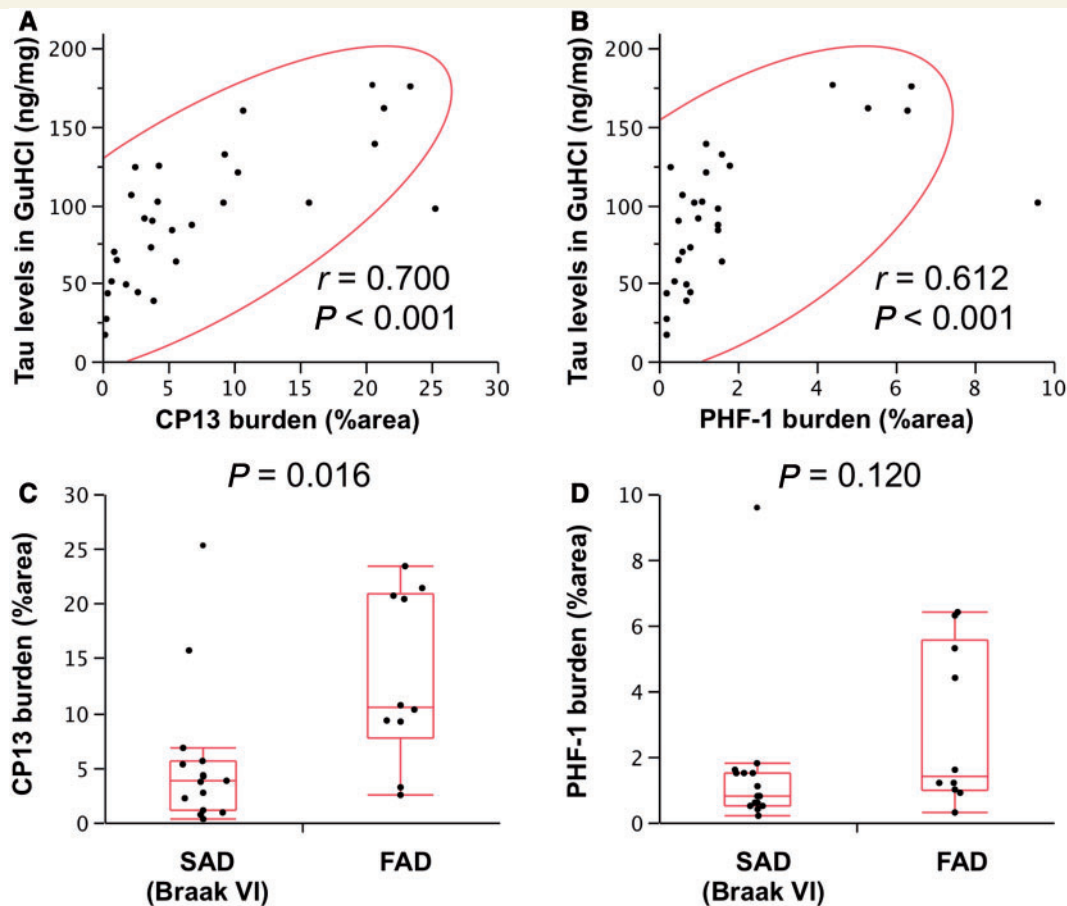 A
Tau levels in GuHCl (ng/mg)
200
150
100
50
0
0 5 10 15 20 25 30
CP13 burden (%area)
r = 0.700
P < 0.001
B
Tau levels in GuHCl (ng/mg)
200
150
100
50
0
0 2 4 6 8 10
PHF-1 burden (%area)
r = 0.612
P < 0.001
C
P = 0.016
CP13 burden (%area)
30
25
20
15
10
5
0
SAD
(Braak VI)
FAD
D
P = 0.120
PHF-1 burden (%area)
10
8
6
4
2
0
SAD
(Braak VI)
FAD